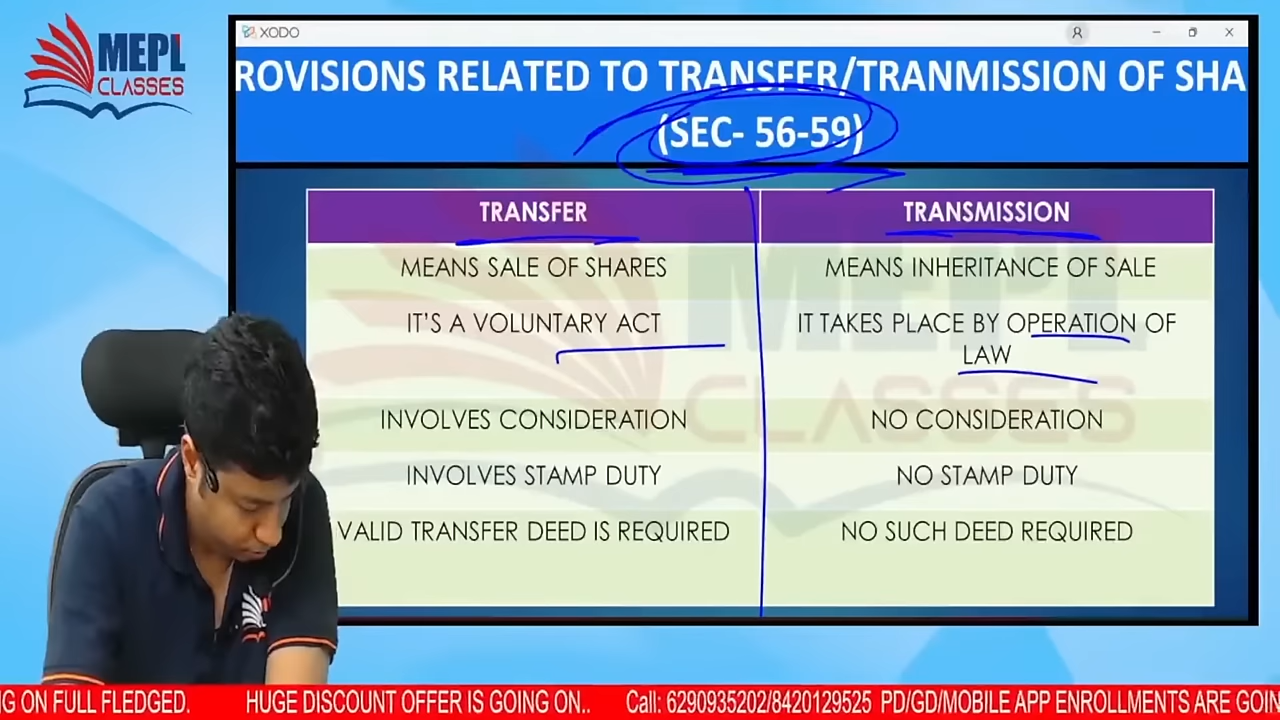 MEPL
CLASSES
XODO
ROVISIONS RELATED TO TRANSFER/TRANMISSION OF SHA
(SEC- 56-59)
TRANSFER
TRANSMISSION
MEANS SALE OF SHARES
MEANS INHERITANCE OF SALE
IT'S A VOLUNTARY ACT
IT TAKES PLACE BY OPERATION OF
LAW
INVOLVES CONSIDERATION
NO CONSIDERATION
INVOLVES STAMP DUTY
NO STAMP DUTY
VALID TRANSFER DEED IS REQUIRED
NO SUCH DEED REQUIRED
MEPL
CLASSES
G ON FULL FLEDGED. HUGE DISCOUNT OFFER IS GOING ON.. Call: 6290935202/8420129525 PD/GD/MOBILE APP ENROLLMENTS ARE GOIN